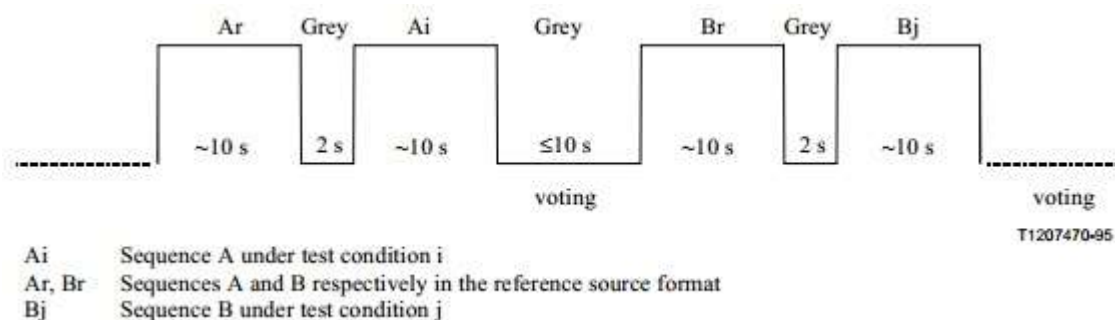 Ar Grey Ai Grey Br Grey Bj
~10 s 2 s ~10 s ≤10 s ~10 s 2 s ~10 s
voting voting
T1207470-95
Ai Sequence A under test condition i
Ar, Br Sequences A and B respectively in the reference source format
Bj Sequence B under test condition j